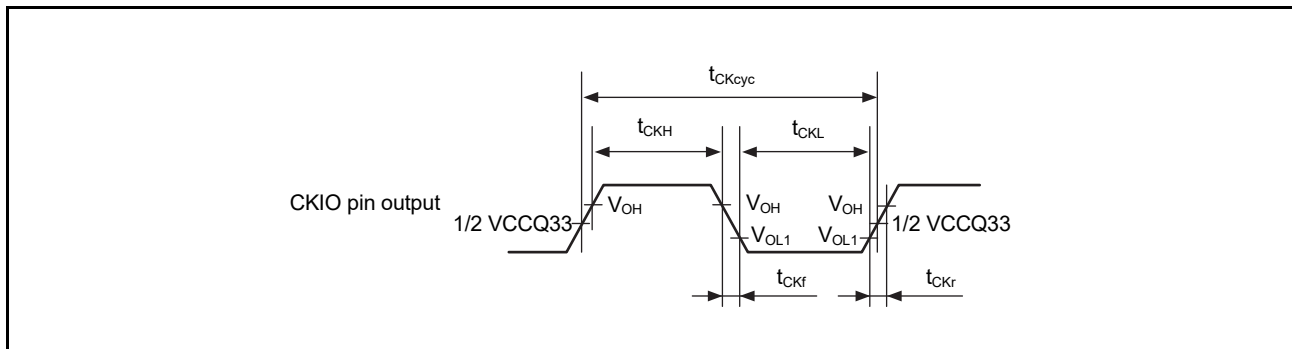 tCKcyc
tCKH
tCKL
CKIO pin output
1/2 VCCQ33
VOH
VOH
VOL1
VOL1
VOH
1/2 VCCQ33
tCKf
tCKr